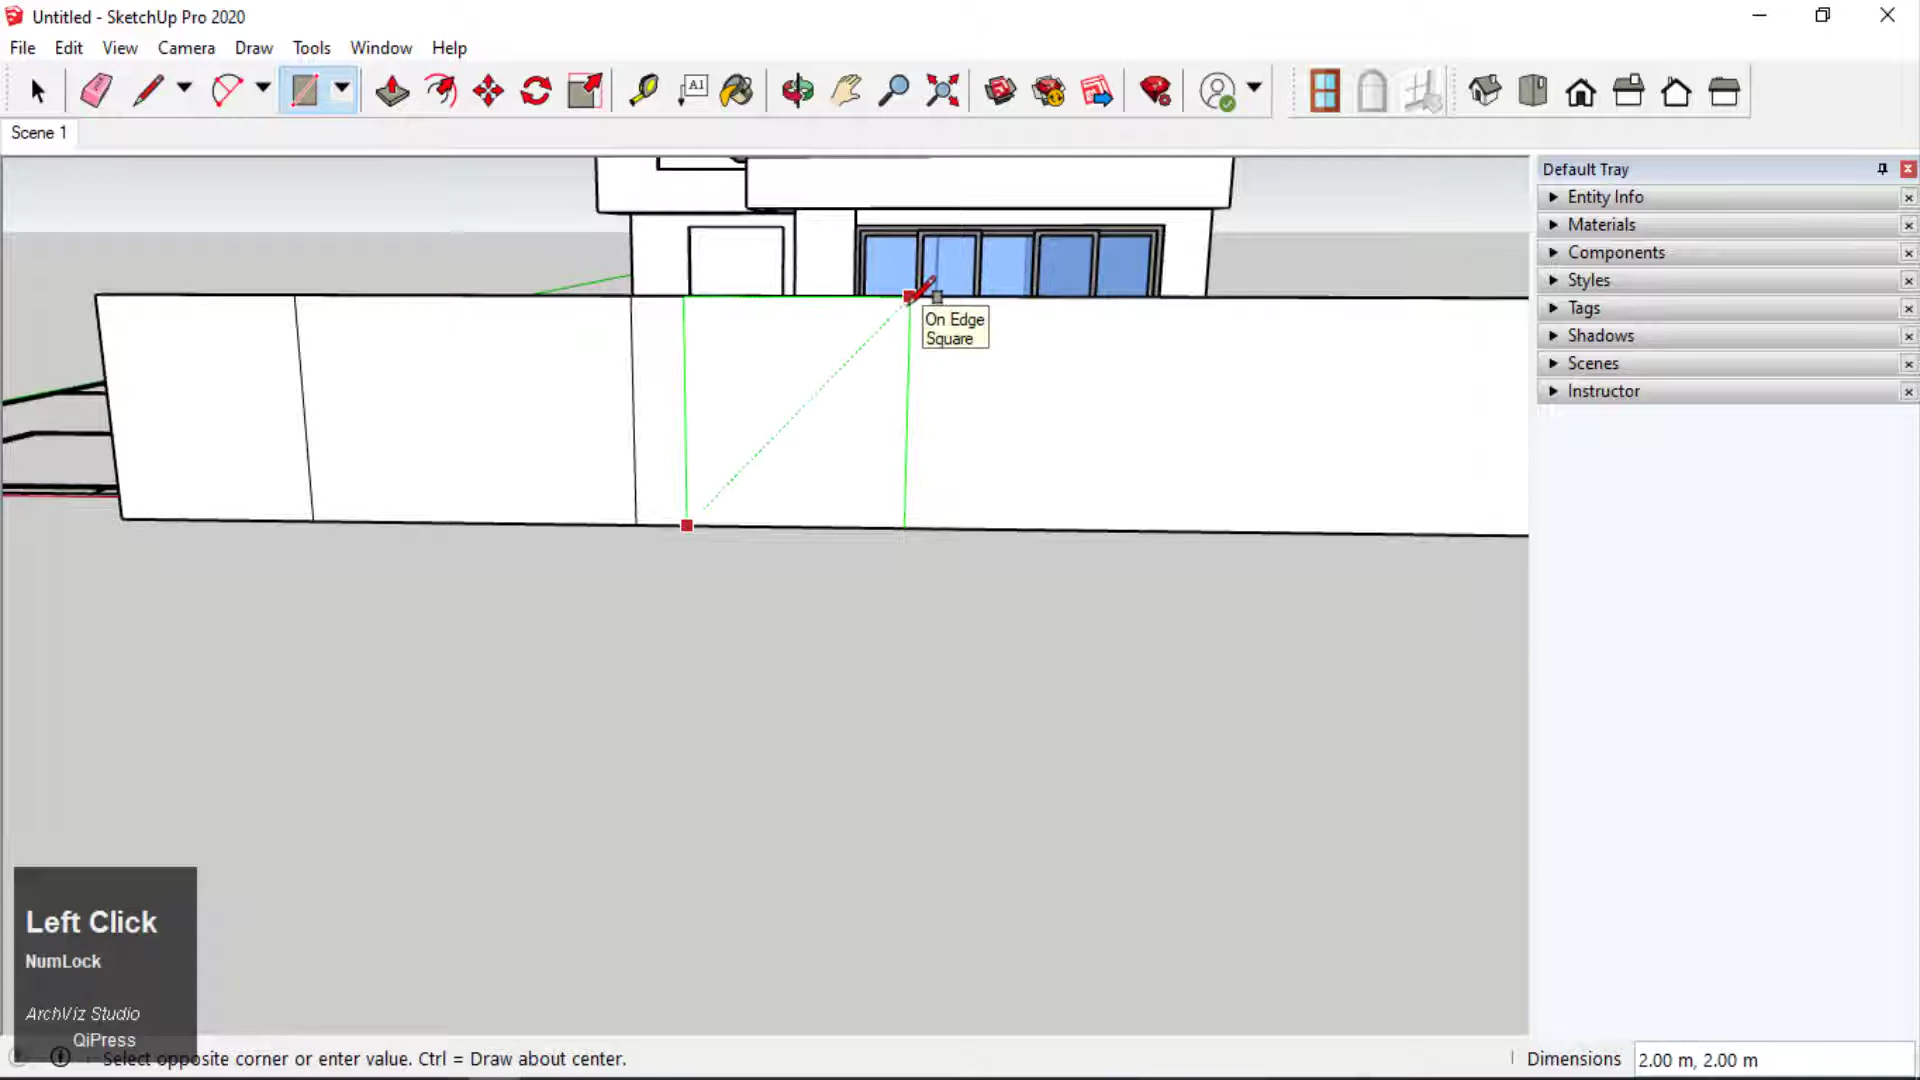 Untitled - SketchUp Pro 2020
File Edit View Camera Draw Tools Window Help
A1
Scene 1
Default Tray
Entity Info
Materials
Components
Styles
Tags
Shadows
Scenes
Instructor
On Edge
Square
Left Click
NumLock
ArchViz Studio
QiPress
Select opposite corner or enter value. Ctrl = Draw about center.
Dimensions 2.00 m, 2.00 m